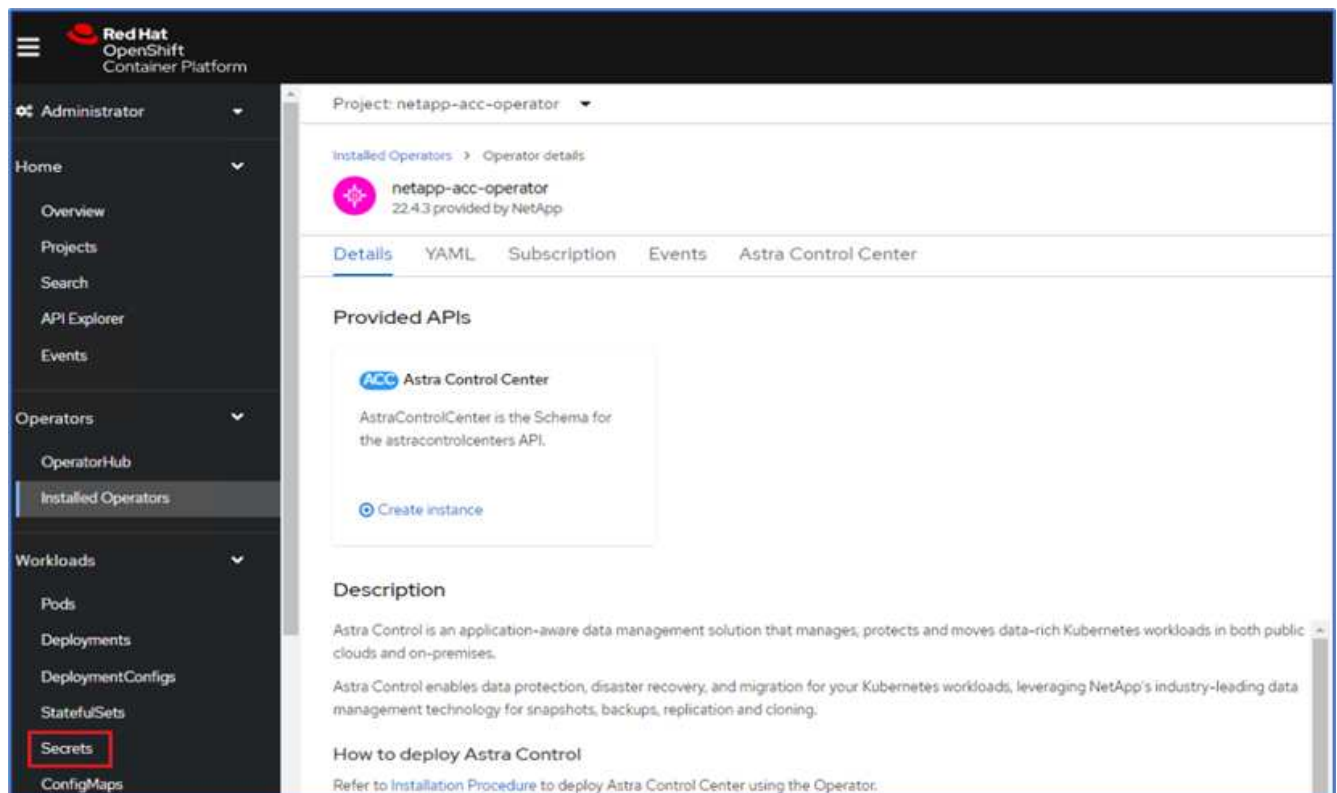 Red Hat
OpenShift
Container Platform
Administrator
Home
Overview
Projects
Search
API Explorer
Events
Operators
OperatorHub
Installed Operators
Workloads
Pods
Deployments
DeploymentConfigs
StatefulSets
Secrets
ConfigMaps
Project: netapp-acc-operator
Installed Operators > Operator details
netapp-acc-operator
22.4.3 provided by NetApp
Details YAML Subscription Events Astra Control Center
Provided APIs
ACC Astra Control Center
AstraControlCenter is the Schema for
the astracontrolcenters API.
Create instance
Description
Astra Control is an application-aware data management solution that manages, protects and moves data-rich Kubernetes workloads in both public
clouds and on-premises.
Astra Control enables data protection, disaster recovery, and migration for your Kubernetes workloads, leveraging NetApp's industry-leading data
management technology for snapshots, backups, replication and cloning.
How to deploy Astra Control
Refer to Installation Procedure to deploy Astra Control Center using the Operator.